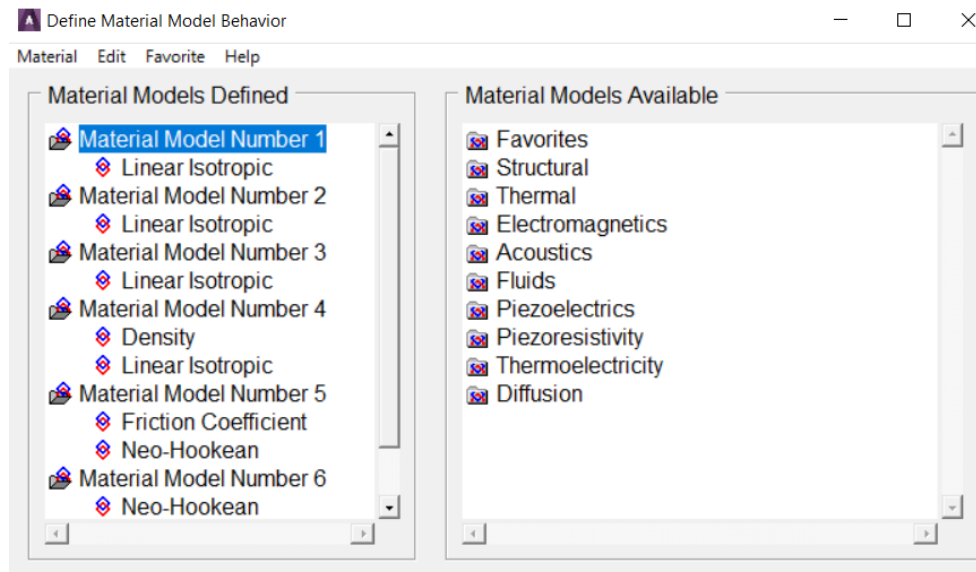 Define Material Model Behavior
Material Edit Favorite Help
Material Models Defined
Material Model Number 1
Linear Isotropic
Material Model Number 2
Linear Isotropic
Material Model Number 3
Linear Isotropic
Material Model Number 4
Density
Linear Isotropic
Material Model Number 5
Friction Coefficient
Neo-Hookean
Material Model Number 6
Neo-Hookean
Material Models Available
Favorites
Structural
Thermal
Electromagnetics
Acoustics
Fluids
Piezoelectrics
Piezoresistivity
Thermoelectricity
Diffusion